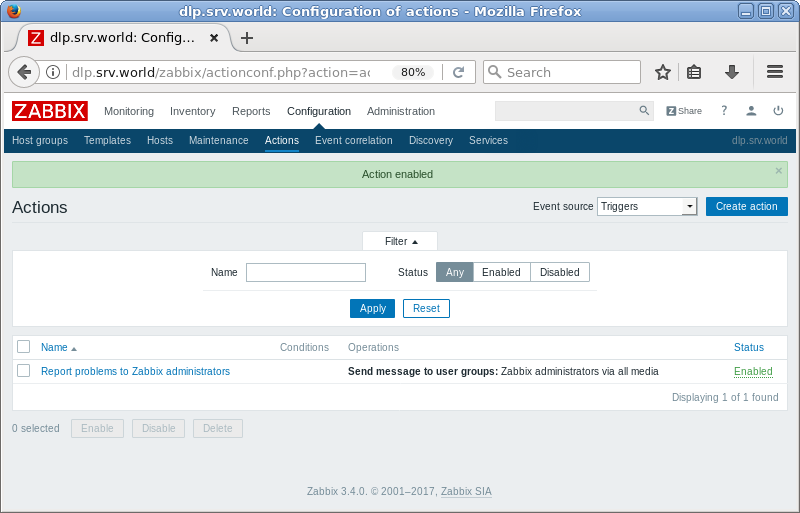 dlp.srv.world: Configuration of actions - Mozilla Firefox
dlp.srv.world: Config...
dlp.srv.world/zabbix/actionconf.php?action=ac 80% Search
ZABBIX Monitoring Inventory Reports Configuration Administration Z Share ?
Host groups Templates Hosts Maintenance Actions Event correlation Discovery Services dlp.srv.world
Action enabled
Actions Event source Triggers Create action
Filter
Name Status Any Enabled Disabled
Apply Reset
Name Conditions Operations Status
Report problems to Zabbix administrators Send message to user groups: Zabbix administrators via all media Enabled
Displaying 1 of 1 found
0 selected Enable Disable Delete
Zabbix 3.4.0. © 2001–2017, Zabbix SIA